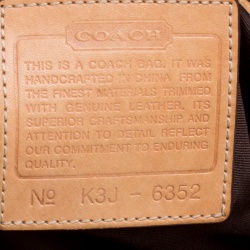 COACH
THIS IS A COACH BAG. IT WAS
HANDCRAFTED IN CHINA FROM
THE FINEST MATERIALS TRIMMED
WITH GENUINE LEATHER, ITS
SUPERIOR CRAFTSMANSHIP AND
ATTENTION TO DETAIL REFLECT
OUR COMMITMENT TO ENDURING
QUALITY.
Nº K3J - 6352